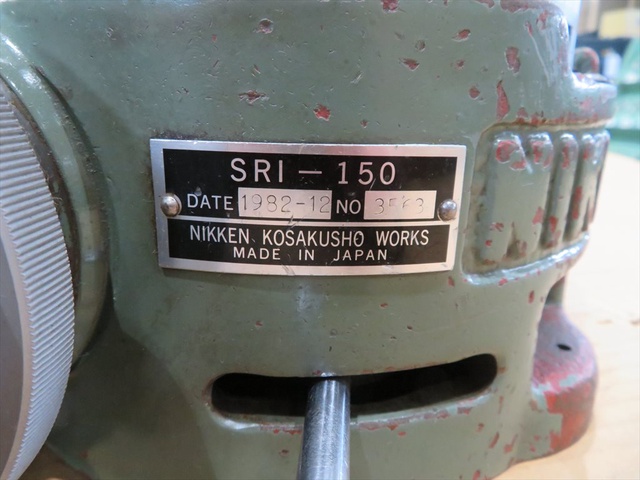 SRI-150
DATE 1982-12 NO
NIKKEN KOSAKUSHO WORKS
MADE IN JAPAN